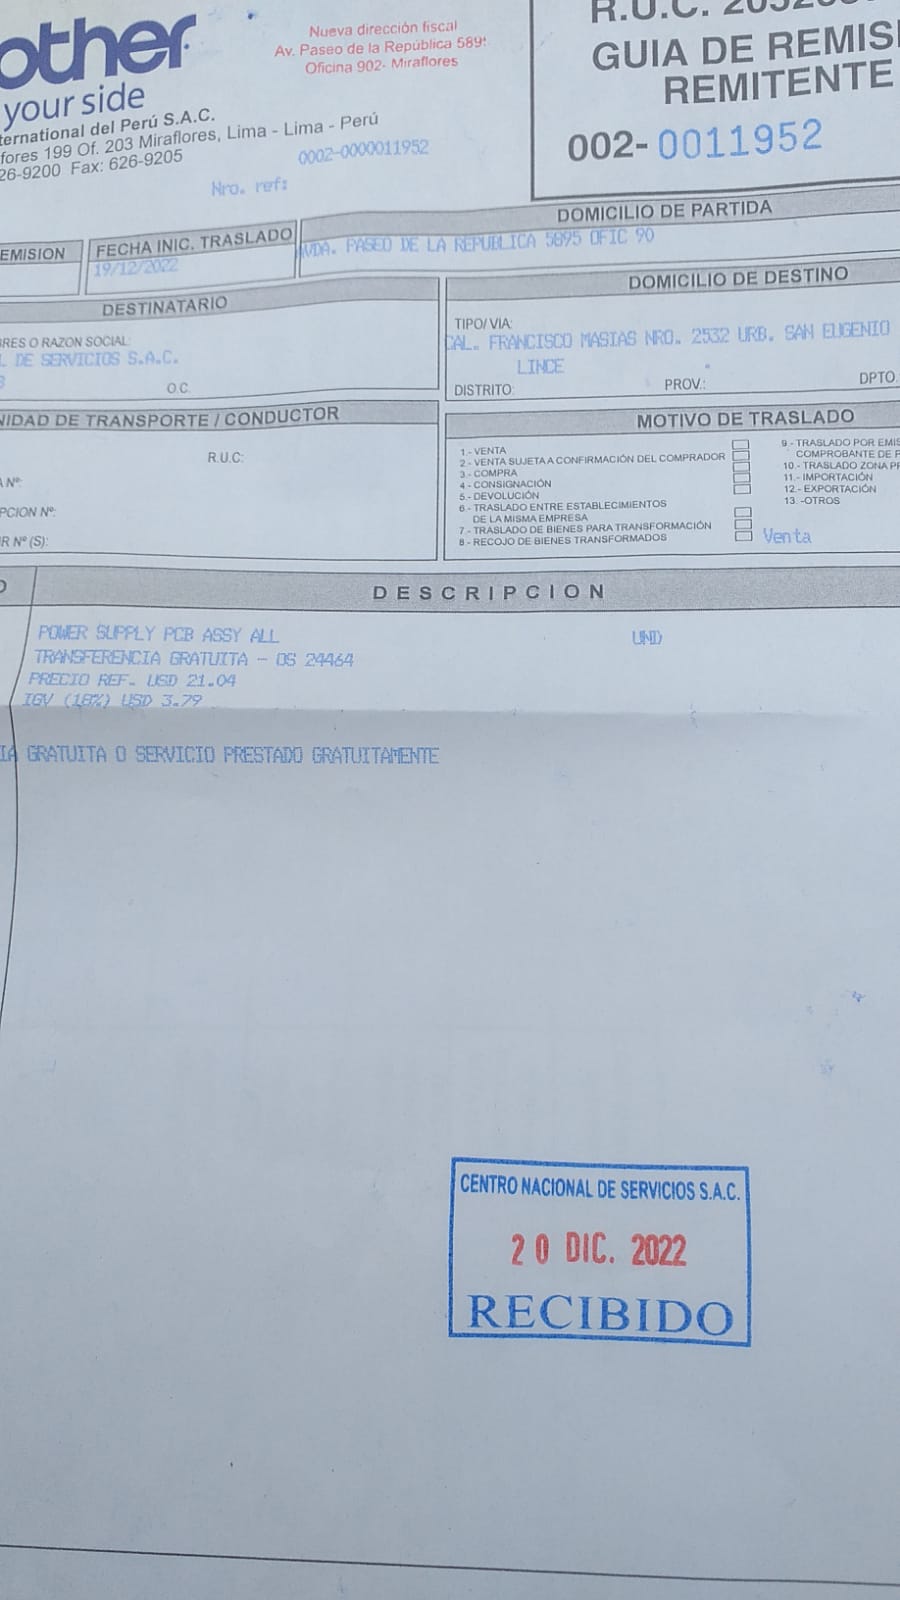 other
your side
Nueva dirección fiscal
Av. Paseo de la República 589
Oficina 902- Miraflores
ternational del Perú S.A.C.
fores 199 Of. 203 Miraflores, Lima - Lima - Perú
26-9200 Fax: 626-9205
0002-0000011952
Nro. ref:
R.U.C.
GUIA DE REMISI
REMITENTE
002-0011952
EMISION
FECHA INIC. TRASLADO
19/12/2022
DOMICILIO DE PARTIDA
AVDA. PASEO DE LA REPUBLICA 5895 OFIC 90
DESTINATARIO
RES O RAZON SOCIAL:
L DE SERVICIOS S.A.C.
O.C.
DOMICILIO DE DESTINO
TIPO/ VIA:
CAL. FRANCISCO MASIAS NRO. 2532 URB. SAN EUGENIO
LINCE
DISTRITO: PROV.: DPTO.
NIDAD DE TRANSPORTE / CONDUCTOR
R.U.C:
A Nº:
PCION Nº:
R Nº (S):
MOTIVO DE TRASLADO
1.- VENTA
2.- VENTA SUJETA A CONFIRMACIÓN DEL COMPRADOR
3.- COMPRA
4.- CONSIGNACIÓN
5.- DEVOLUCIÓN
6.- TRASLADO ENTRE ESTABLECIMIENTOS
DE LA MISMA EMPRESA
7.- TRASLADO DE BIENES PARA TRANSFORMACIÓN
8.- RECOJO DE BIENES TRANSFORMADOS
9.- TRASLADO POR EMIS
COMPROBANTE DE P
10.- TRASLADO ZONA PR
11.- IMPORTACIÓN
12.- EXPORTACIÓN
13.-OTROS
Venta
DESCRIPCION
POWER SUPPLY PCB ASSY ALL UND
TRANSFERENCIA GRATUITA - OS 24464
PRECIO REF. USD 21.04
IGV (18%) USD 3.79
IA GRATUITA O SERVICIO PRESTADO GRATUITAMENTE
CENTRO NACIONAL DE SERVICIOS S.A.C.
20 DIC. 2022
RECIBIDO